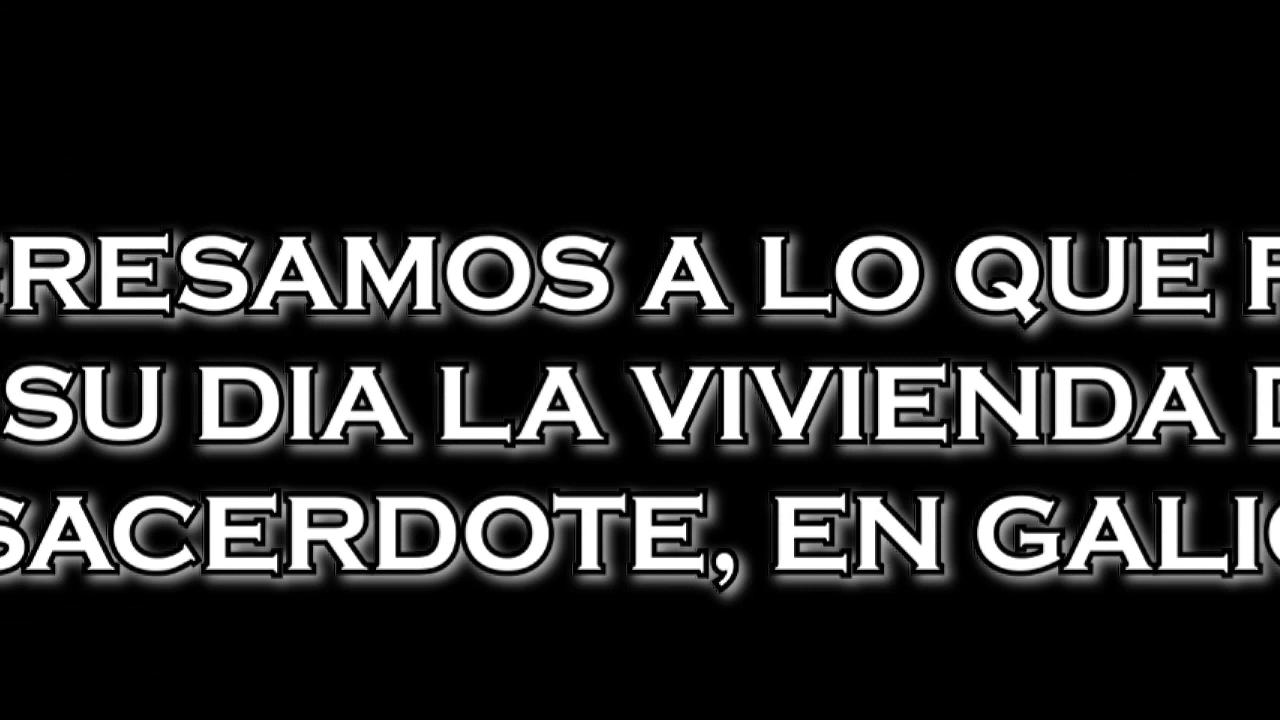 RESAMOS A LO QUE
SU DIA LA VIVIENDA
SACERDOTE, EN GALI